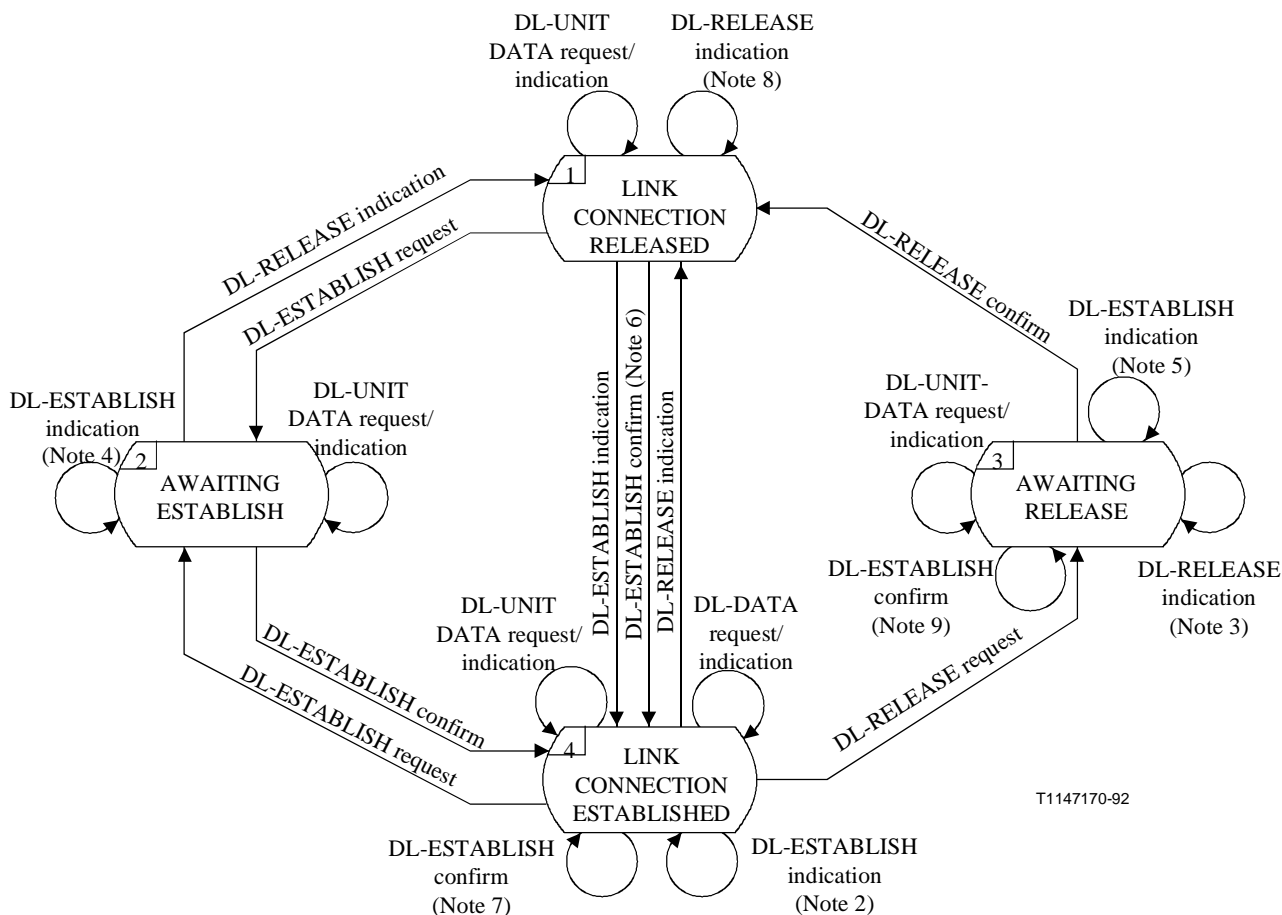 DL-UNIT
DATA request/
indication
DL-RELEASE
indication
(Note 8)
1
LINK
CONNECTION
RELEASED
DL-RELEASE indication
DL-ESTABLISH request
DL-RELEASE confirm
DL-ESTABLISH
indication
(Note 5)
DL-ESTABLISH
indication
(Note 4)
DL-UNIT
DATA request/
indication
2
AWAITING
ESTABLISH
DL-ESTABLISH indication
DL-ESTABLISH confirm (Note 6)
DL-RELEASE indication
DL-UNIT-
DATA request/
indication
3
AWAITING
RELEASE
DL-ESTABLISH
confirm
(Note 9)
DL-RELEASE
indication
(Note 3)
DL-UNIT
DATA request/
indication
DL-DATA
request/
indication
DL-ESTABLISH confirm
DL-ESTABLISH request
DL-RELEASE request
4
LINK
CONNECTION
ESTABLISHED
T1147170-92
DL-ESTABLISH
confirm
(Note 7)
DL-ESTABLISH
indication
(Note 2)